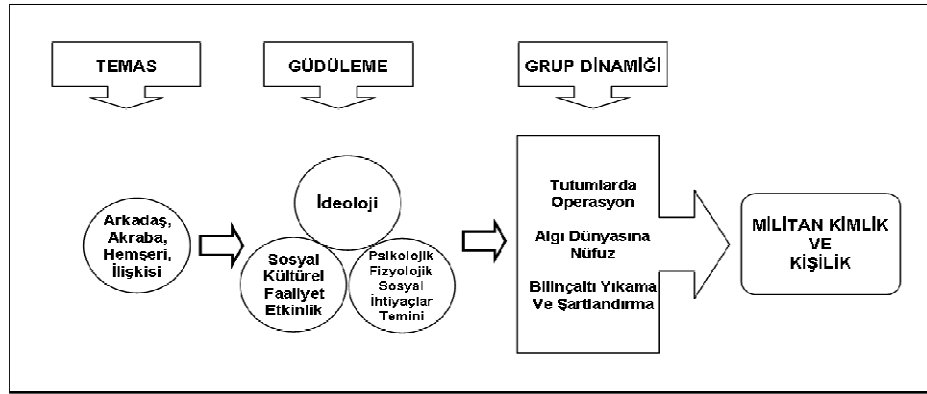 TEMAS
GÜDÜLEME
GRUP DİNAMİĞİ
Arkadaş,
Akraba,
Hemşeri,
İlişkisi
İdeoloji
Sosyal
Kültürel
Faaliyet
Etkinlik
Psikolojik
Fizyolojik
Sosyal
İhtiyaçlar
Temini
Tutumlarda
Operasyon
Algı Dünyasına
Nüfuz
Bilinçaltı Yıkama
Ve Şartlandırma
MİLİTAN KİMLİK
VE
KİŞİLİK